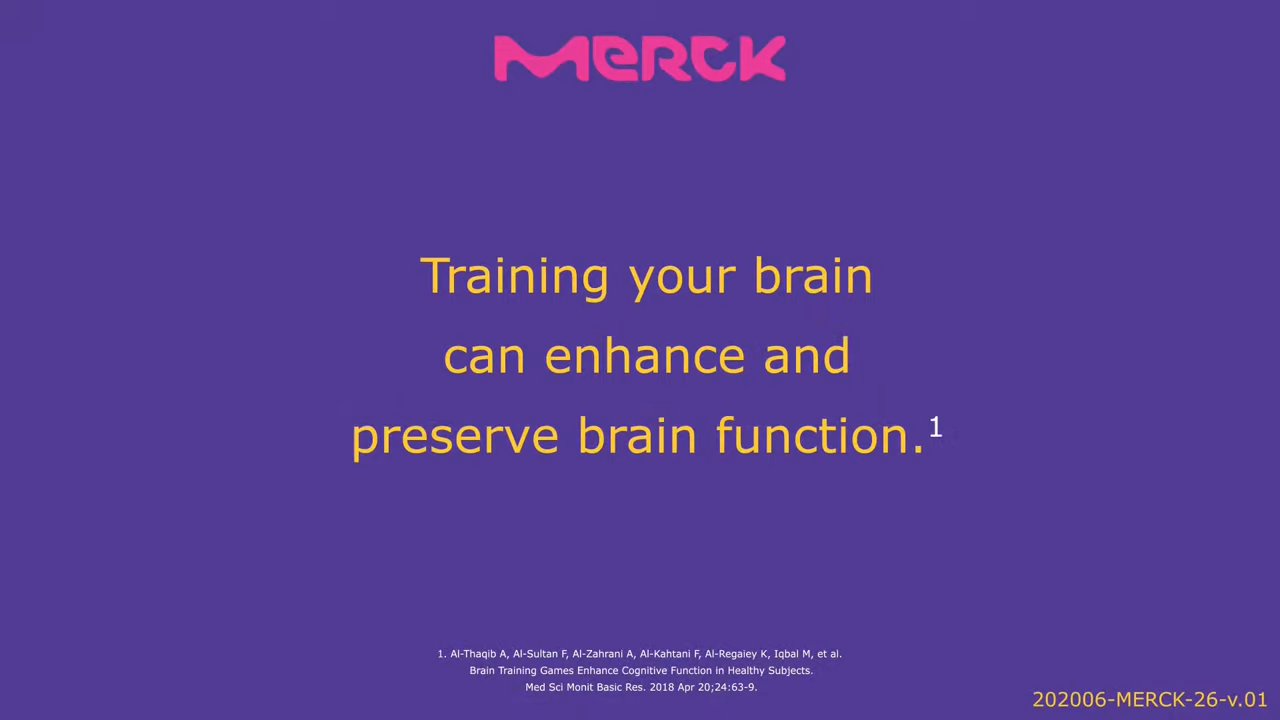 MERCK
Training your brain
can enhance and
preserve brain function.¹
1. Al-Thaqib A, Al-Sultan F, Al-Zahrani A, Al-Kahtani F, Al-Regaiey K, Iqbal M, et al.
Brain Training Games Enhance Cognitive Function in Healthy Subjects.
Med Sci Monit Basic Res. 2018 Apr 20;24:63-9.
202006-MERCK-26-v.01